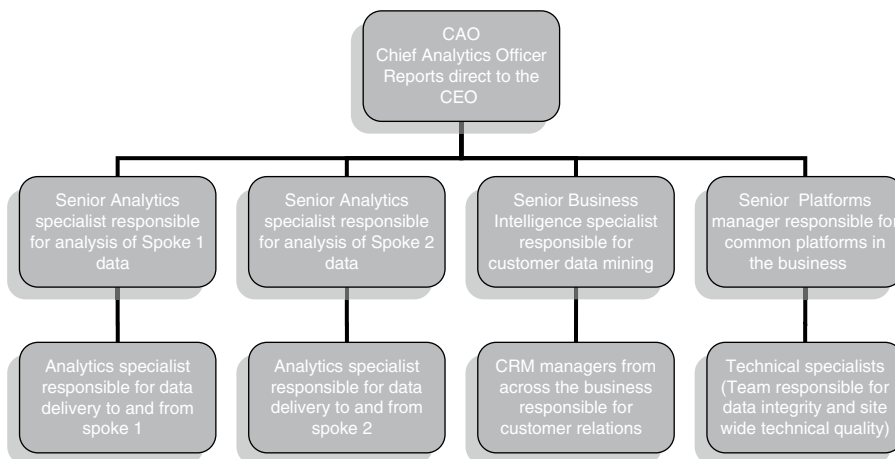 CAO
Chief Analytics Officer
Reports direct to the
CEO
Senior Analytics
specialist responsible
for analysis of Spoke 1
data
Senior Analytics
specialist responsible
for analysis of Spoke 2
data
Senior Business
Intelligence specialist
responsible for
customer data mining
Senior Platforms
manager responsible for
common platforms in
the business
Analytics specialist
responsible for data
delivery to and from
spoke 1
Analytics specialist
responsible for data
delivery to and from
spoke 2
CRM managers from
across the business
responsible for
customer relations
Technical specialists
(Team responsible for
data integrity and site
wide technical quality)